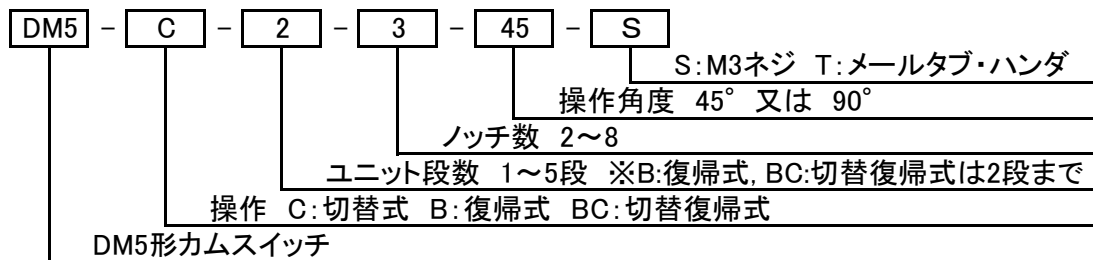 DM5 - C - 2 - 3 - 45 - S
S:M3ネジ T:メールタブ・ハンダ
操作角度 45° 又は 90°
ノッチ数 2～8
ユニット段数 1～5段 ※B:復帰式, BC:切替復帰式は2段まで
操作 C:切替式 B:復帰式 BC:切替復帰式
DM5形カムスイッチ